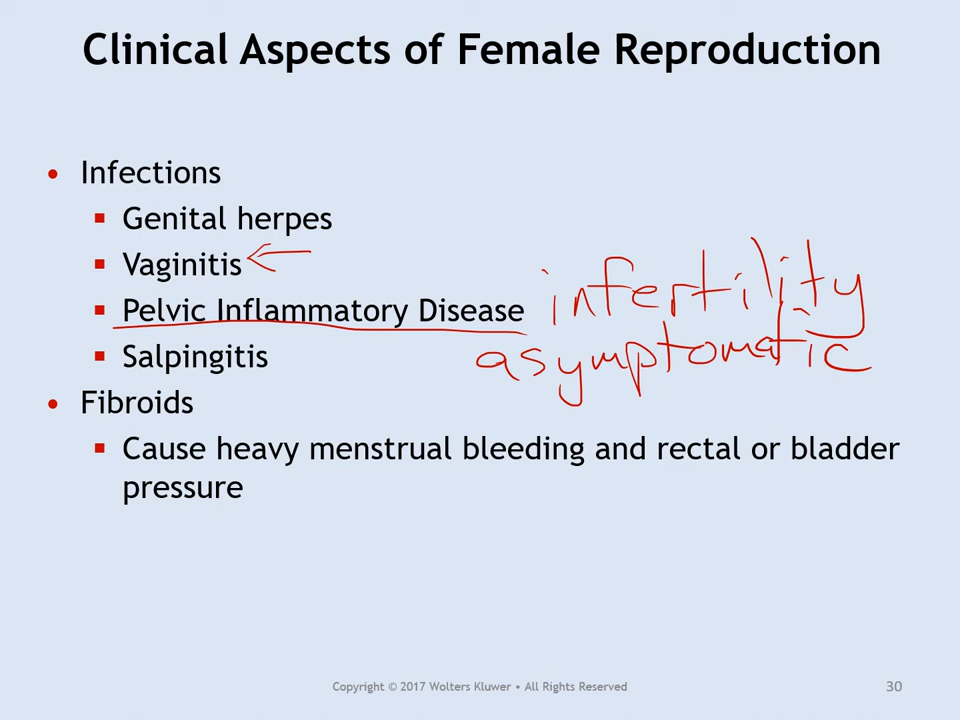 Clinical Aspects of Female Reproduction
• Infections
▪ Genital herpes
▪ Vaginitis
▪ Pelvic Inflammatory Disease
infertility
▪ Salpingitis
asymptomatic
• Fibroids
▪ Cause heavy menstrual bleeding and rectal or bladder
pressure
Copyright © 2017 Wolters Kluwer • All Rights Reserved
30